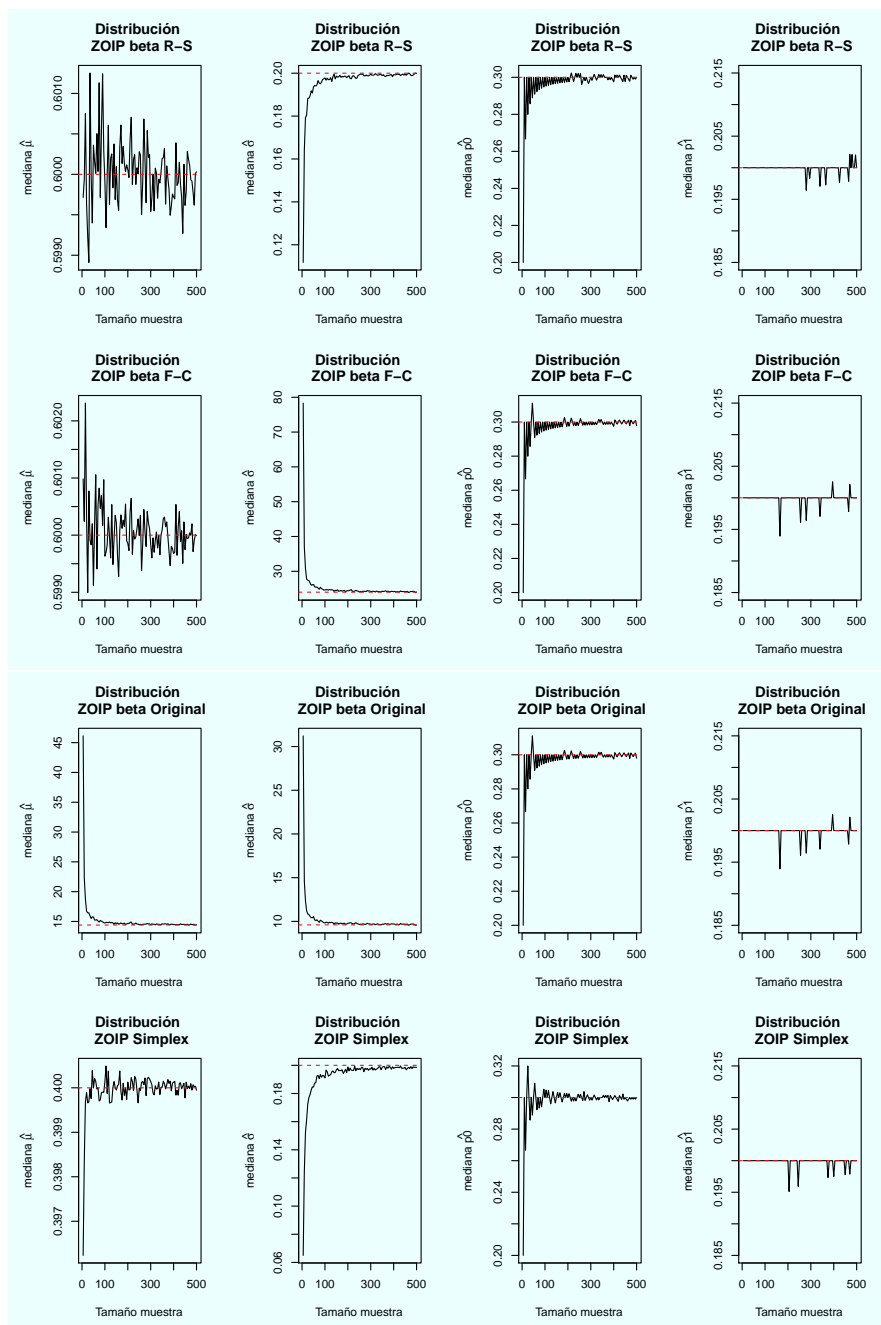 Distribución
ZOIP beta R−S
mediana μ̂
0.6010
0.6000
0.5990
0 100 300 500
Tamaño muestra
Distribución
ZOIP beta R−S
mediana σ̂
0.20
0.18
0.16
0.14
0.12
0 100 300 500
Tamaño muestra
Distribución
ZOIP beta R−S
mediana p̂0
0.30
0.28
0.26
0.24
0.22
0.20
0 100 300 500
Tamaño muestra
Distribución
ZOIP beta R−S
mediana p̂1
0.215
0.205
0.195
0.185
0 100 300 500
Tamaño muestra
Distribución
ZOIP beta F−C
mediana μ̂
0.6020
0.6010
0.6000
0.5990
0 100 300 500
Tamaño muestra
Distribución
ZOIP beta F−C
mediana σ̂
80
70
60
50
40
30
0 100 300 500
Tamaño muestra
Distribución
ZOIP beta F−C
mediana p̂0
0.30
0.28
0.26
0.24
0.22
0.20
0 100 300 500
Tamaño muestra
Distribución
ZOIP beta F−C
mediana p̂1
0.215
0.205
0.195
0.185
0 100 300 500
Tamaño muestra
Distribución
ZOIP beta Original
mediana μ̂
45
40
35
30
25
20
15
0 100 300 500
Tamaño muestra
Distribución
ZOIP beta Original
mediana σ̂
30
25
20
15
10
0 100 300 500
Tamaño muestra
Distribución
ZOIP beta Original
mediana p̂0
0.30
0.28
0.26
0.24
0.22
0.20
0 100 300 500
Tamaño muestra
Distribución
ZOIP beta Original
mediana p̂1
0.215
0.205
0.195
0.185
0 100 300 500
Tamaño muestra
Distribución
ZOIP Simplex
mediana μ̂
0.400
0.399
0.398
0.397
0 100 300 500
Tamaño muestra
Distribución
ZOIP Simplex
mediana σ̂
0.18
0.14
0.10
0.06
0 100 300 500
Tamaño muestra
Distribución
ZOIP Simplex
mediana p̂0
0.32
0.28
0.24
0.20
0 100 300 500
Tamaño muestra
Distribución
ZOIP Simplex
mediana p̂1
0.215
0.205
0.195
0.185
0 100 300 500
Tamaño muestra